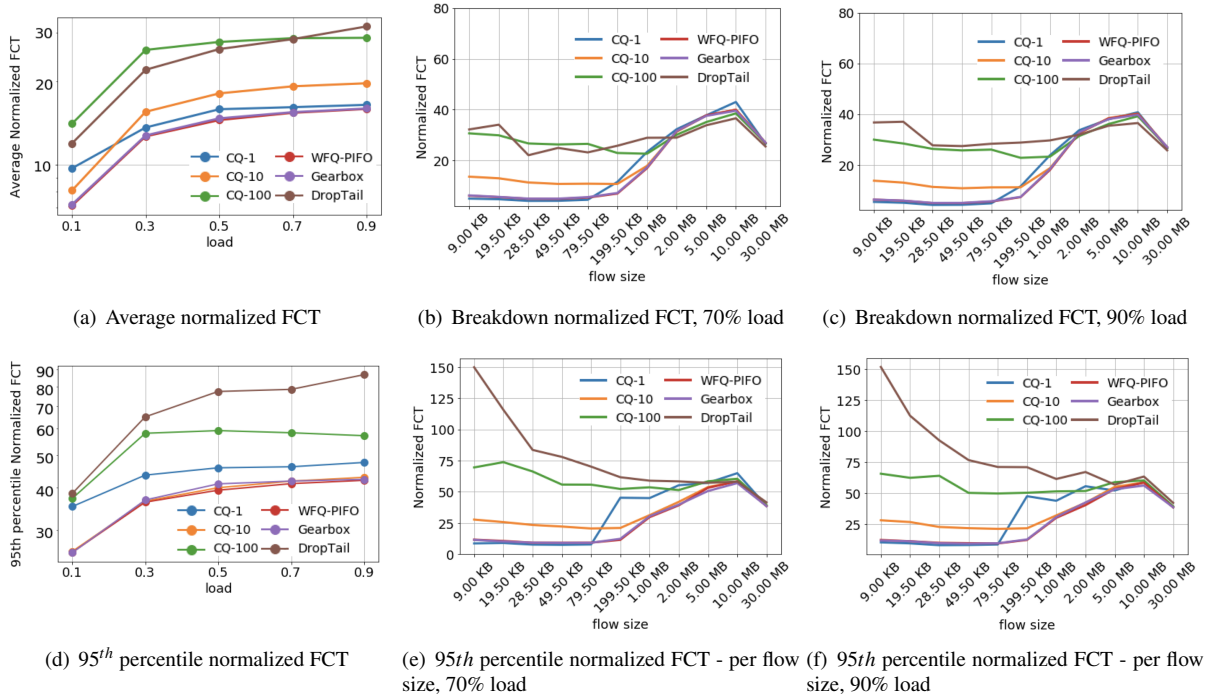 30
20
10
Average Normalized FCT
CQ-1
CQ-10
CQ-100
WFQ-PIFO
Gearbox
DropTail
0.1 0.3 0.5 0.7 0.9
load
(a) Average normalized FCT
80
60
40
20
Normalized FCT
CQ-1
CQ-10
CQ-100
WFQ-PIFO
Gearbox
DropTail
9.00 KB
19.50 KB
28.50 KB
49.50 KB
79.50 KB
199.50 KB
1.00 MB
2.00 MB
5.00 MB
10.00 MB
30.00 MB
flow size
(b) Breakdown normalized FCT, 70% load
80
60
40
20
Normalized FCT
CQ-1
CQ-10
CQ-100
WFQ-PIFO
Gearbox
DropTail
9.00 KB
19.50 KB
28.50 KB
49.50 KB
79.50 KB
199.50 KB
1.00 MB
2.00 MB
5.00 MB
10.00 MB
30.00 MB
flow size
(c) Breakdown normalized FCT, 90% load
90
80
70
60
50
40
30
95th percentile Normalized FCT
CQ-1
CQ-10
CQ-100
WFQ-PIFO
Gearbox
DropTail
0.1 0.3 0.5 0.7 0.9
load
(d) 95th percentile normalized FCT
150
125
100
75
50
25
0
Normalized FCT
CQ-1
CQ-10
CQ-100
WFQ-PIFO
Gearbox
DropTail
9.00 KB
19.50 KB
28.50 KB
49.50 KB
79.50 KB
199.50 KB
1.00 MB
2.00 MB
5.00 MB
10.00 MB
30.00 MB
flow size
(e) 95th percentile normalized FCT - per flow
size, 70% load
150
125
100
75
50
25
Normalized FCT
CQ-1
CQ-10
CQ-100
WFQ-PIFO
Gearbox
DropTail
9.00 KB
19.50 KB
28.50 KB
49.50 KB
79.50 KB
199.50 KB
1.00 MB
2.00 MB
5.00 MB
10.00 MB
30.00 MB
flow size
(f) 95th percentile normalized FCT - per flow
size, 90% load